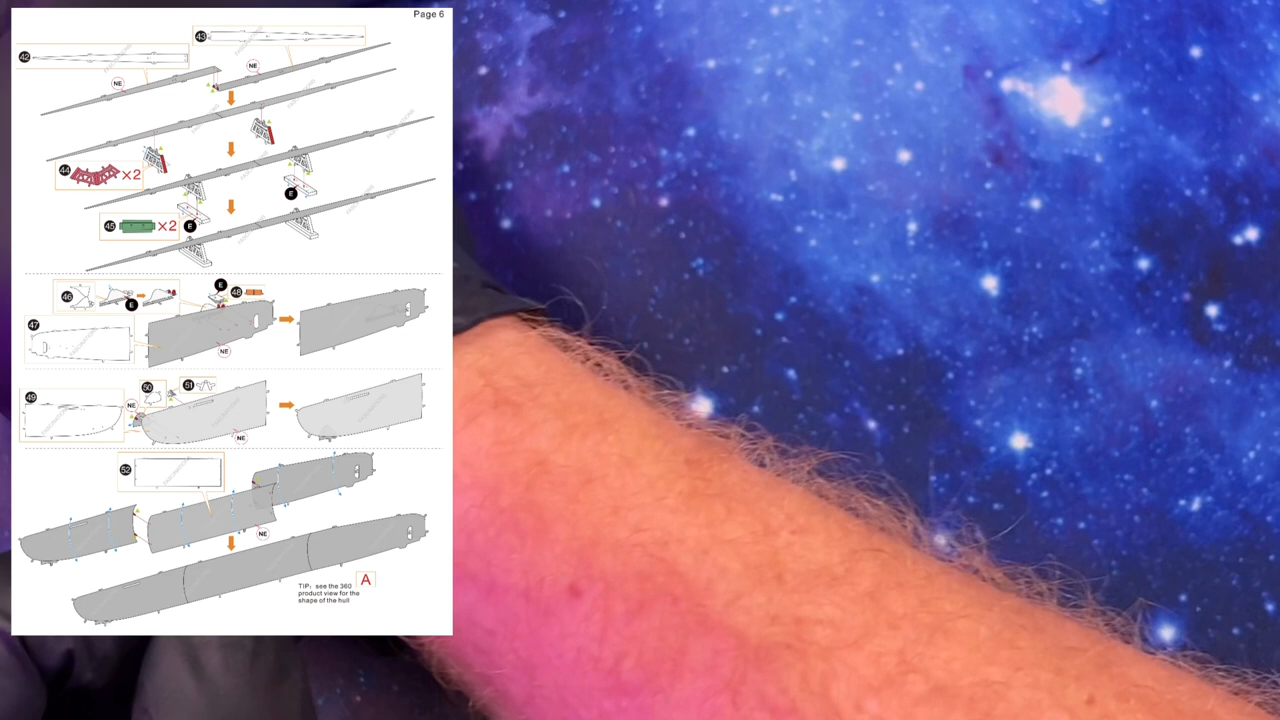 Page 6
43
42
NE
NE
44 ×2
E
45 ×2
E
E
48
46
E
47
NE
50
51
49
NE
NE
52
NE
A
TIP: see the 360
product view for the
shape of the hull